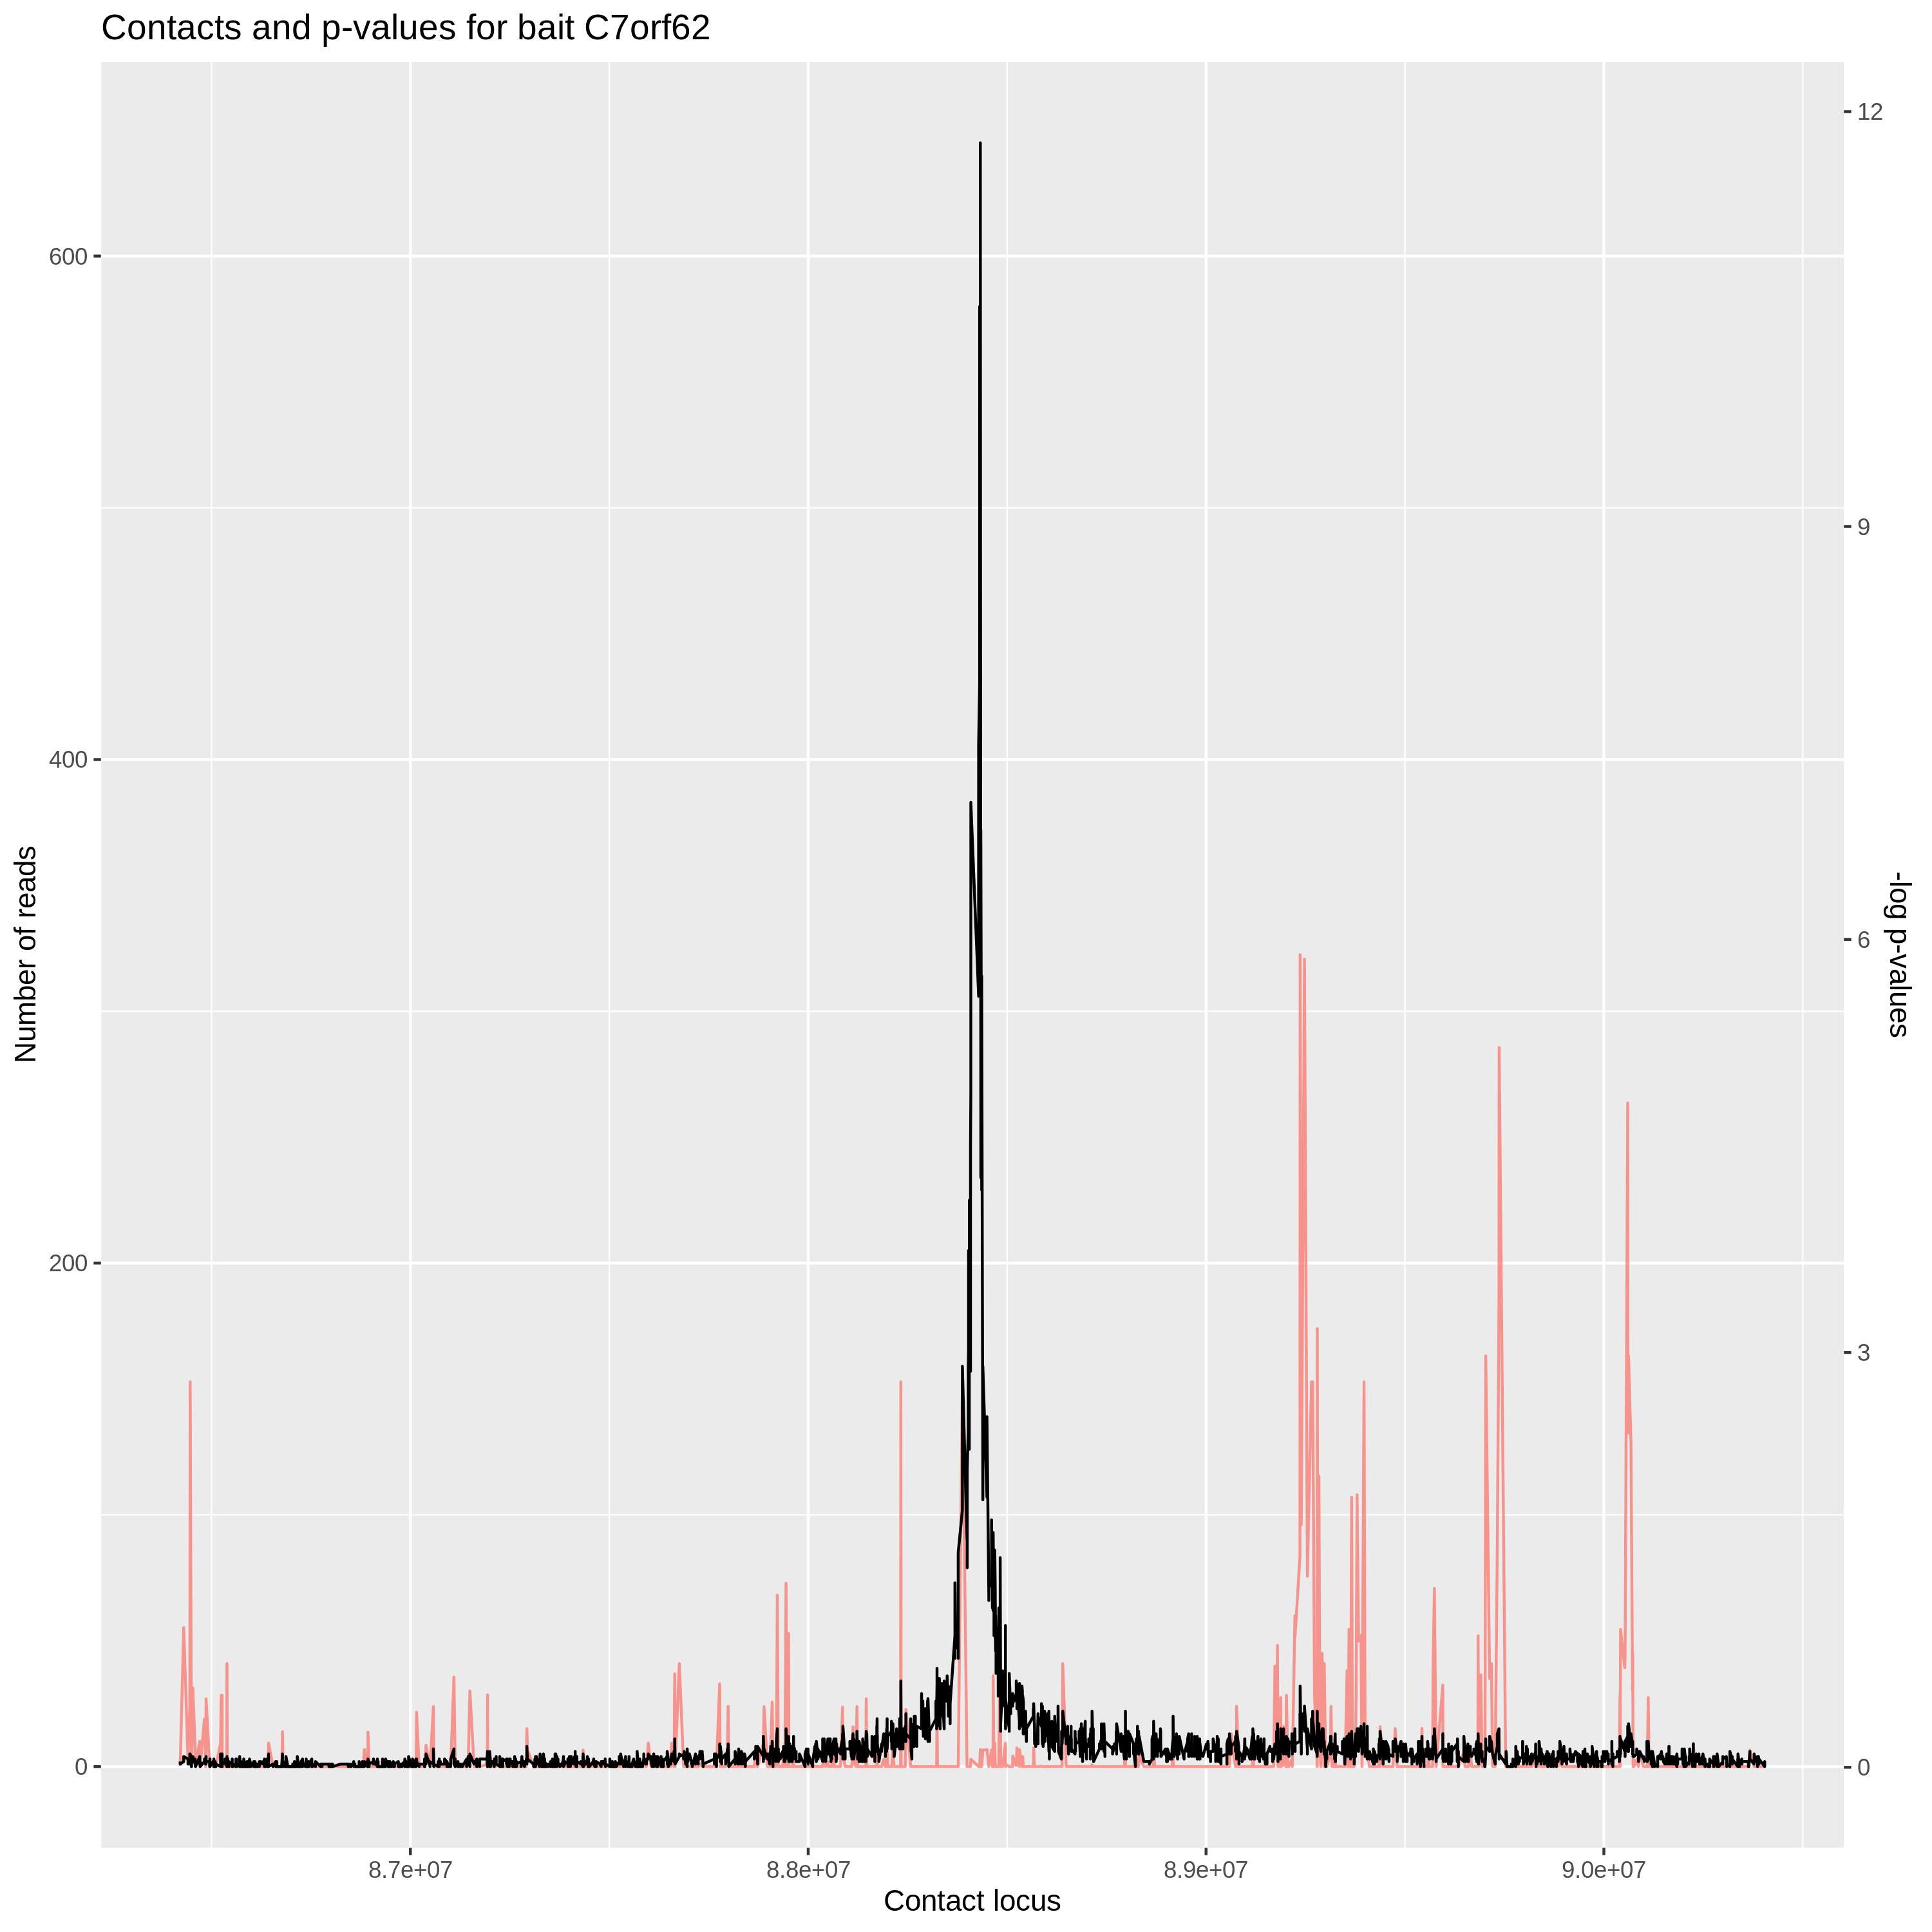 Contacts and p-values for bait C7orf62
12
600
9
400
6
Number of reads
-log p-values
200
3
0
0
8.7e+07
8.8e+07
8.9e+07
9.0e+07
Contact locus